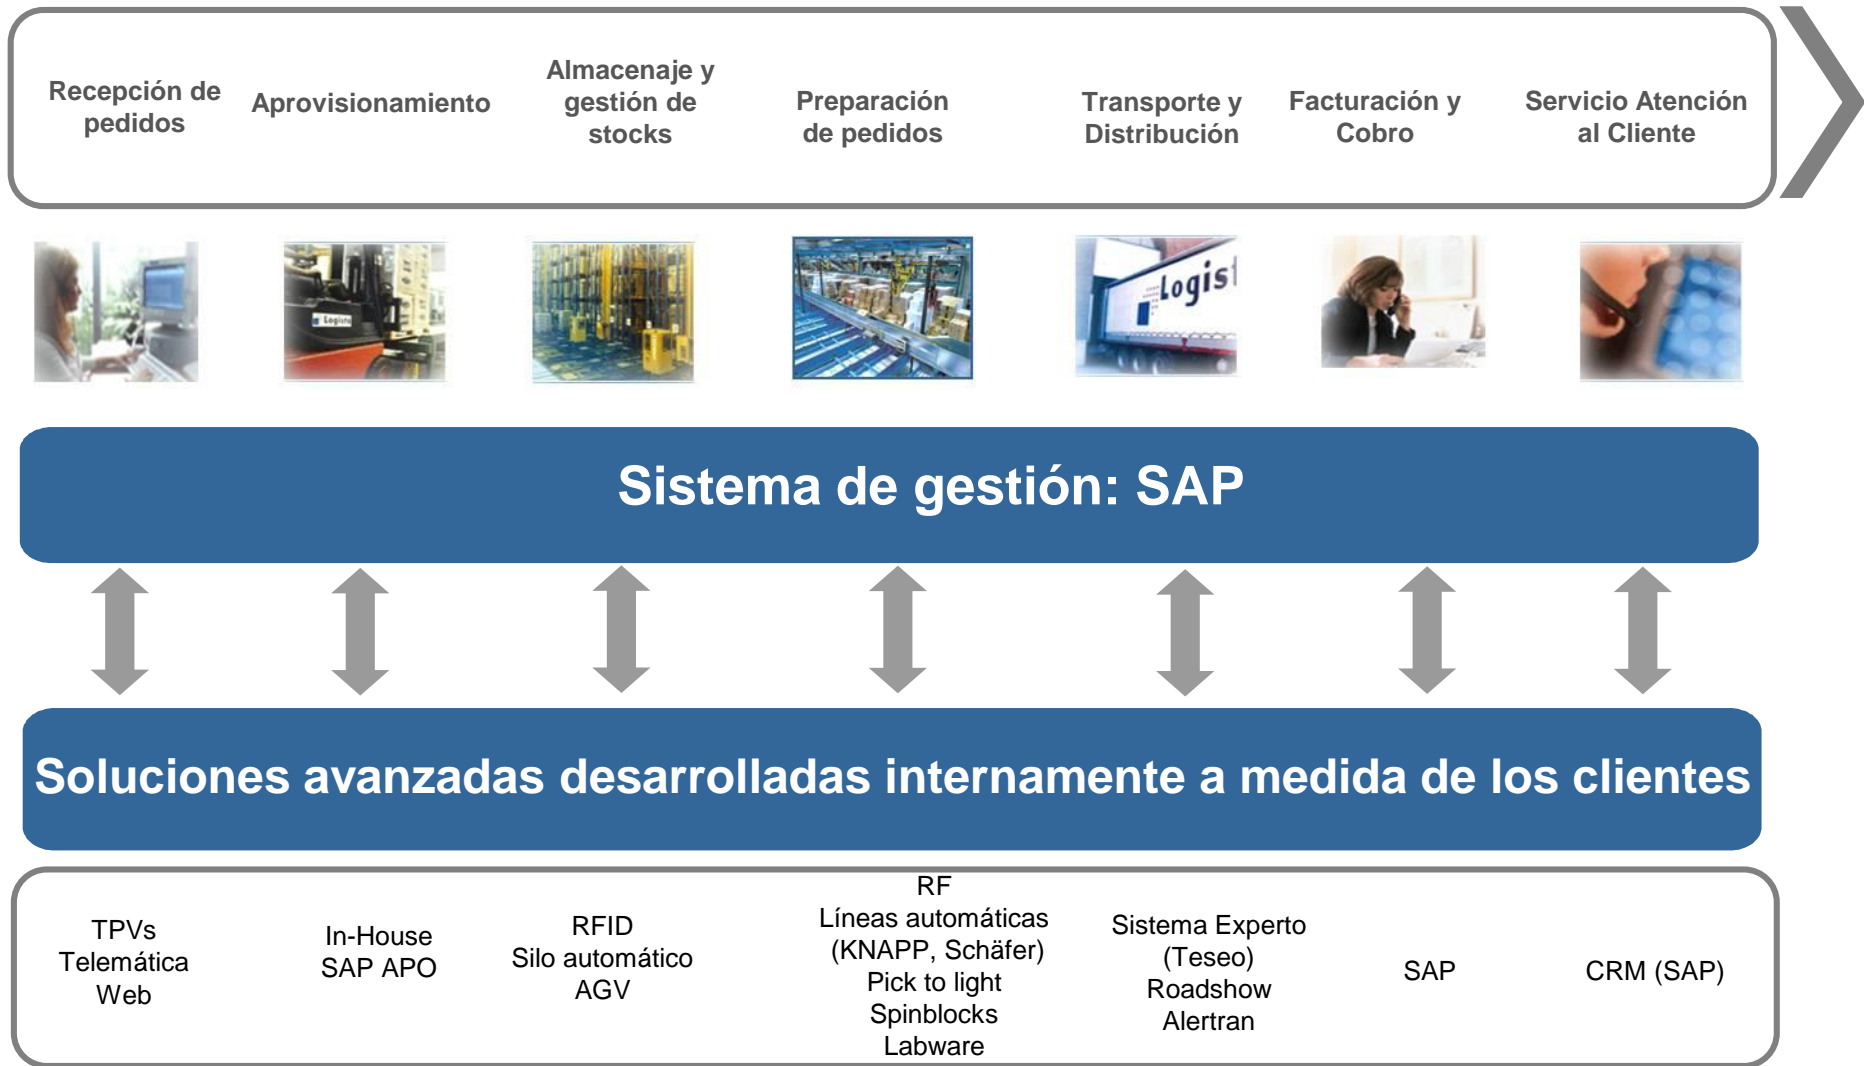 Recepción de
pedidos
Aprovisionamiento
Almacenaje y
gestión de
stocks
Preparación
de pedidos
Transporte y
Distribución
Facturación y
Cobro
Servicio Atención
al Cliente
Logista
Logist
Sistema de gestión: SAP
Soluciones avanzadas desarrolladas internamente a medida de los clientes
TPVs
Telemática
Web
In-House
SAP APO
RFID
Silo automático
AGV
RF
Líneas automáticas
(KNAPP, Schäfer)
Pick to light
Spinblocks
Labware
Sistema Experto
(Teseo)
Roadshow
Alertran
SAP
CRM (SAP)